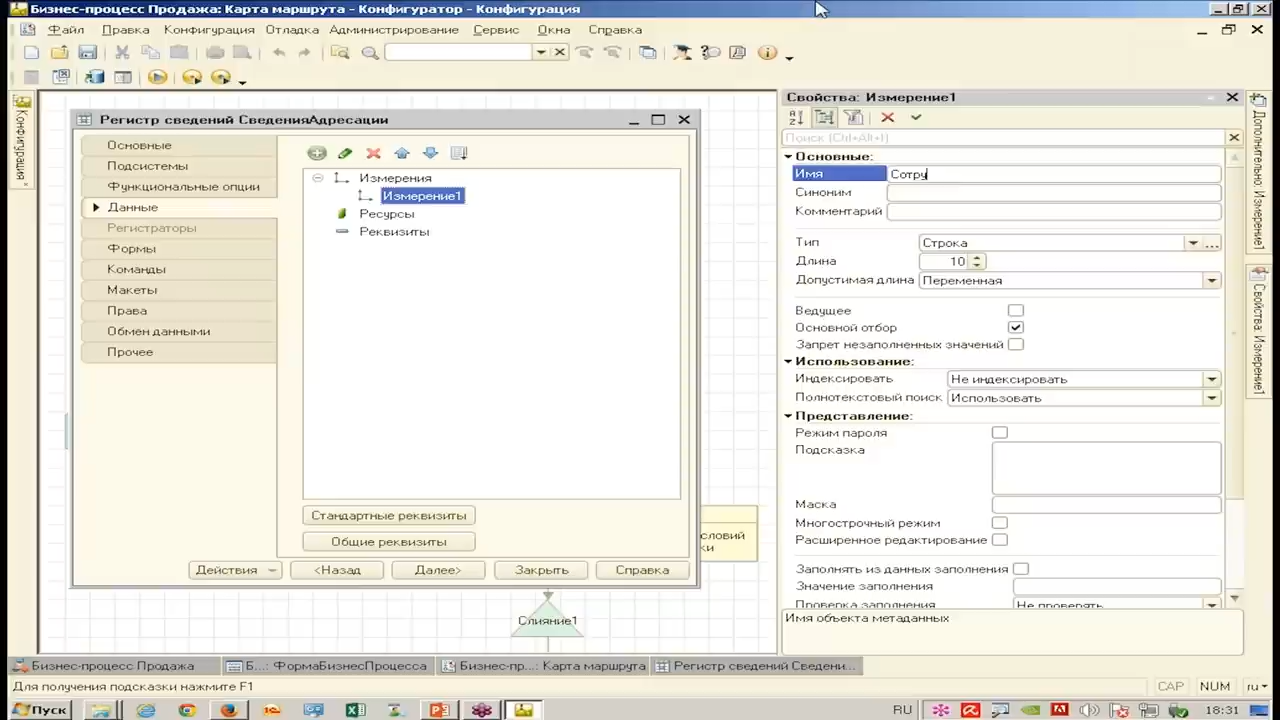 Бизнес-процесс Продажа: Карта маршрута - Конфигуратор - Конфигурация
Файл Правка Конфигурация Отладка Администрирование Сервис Окна Справка
Конфигурация
Регистр сведений СведенияАдресации
Основные
Подсистемы
Функциональные опции
Данные
Регистраторы
Формы
Команды
Макеты
Права
Обмен данными
Прочее
Измерения
Измерение1
Ресурсы
Реквизиты
Стандартные реквизиты
Общие реквизиты
Действия
<Назад
Далее>
Закрыть
Справка
словий
ки
Слияние1
Свойства: Измерение1
Поиск (Ctrl+Alt+I)
Основные:
Имя Сотру
Синоним
Комментарий
Тип Строка
Длина 10
Допустимая длина Переменная
Ведущее
Основной отбор
Запрет незаполненных значений
Использование:
Индексировать Не индексировать
Полнотекстовый поиск Использовать
Представление:
Режим пароля
Подсказка
Маска
Многострочный режим
Расширенное редактирование
Заполнять из данных заполнения
Значение заполнения
Проверка заполнения Не проверять
Имя объекта метаданных
Дополнительно: Измерение1
Свойства: Измерение1
Бизнес-процесс Продажа
Б...: ФормаБизнесПроцесса
Бизнес-пр...: Карта маршрута
Регистр сведений Сведени...
Для получения подсказки нажмите F1
CAP NUM ru
Пуск
RU
18:31